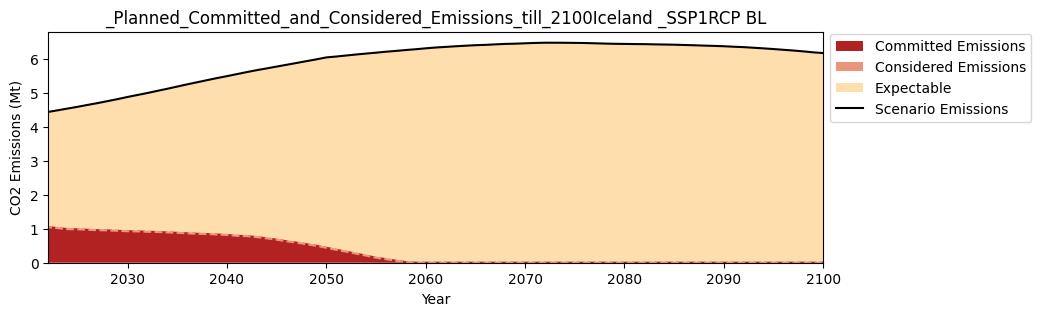 _Planned_Committed_and_Considered_Emissions_till_2100Iceland _SSP1RCP BL
Committed Emissions
Considered Emissions
Expectable
Scenario Emissions
CO2 Emissions (Mt)
6
5
4
3
2
1
0
2030 2040 2050 2060 2070 2080 2090 2100
Year